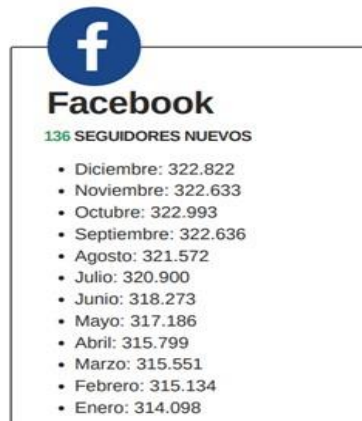 f
Facebook
136 SEGUIDORES NUEVOS
• Diciembre: 322.822
• Noviembre: 322.633
• Octubre: 322.993
• Septiembre: 322.636
• Agosto: 321.572
• Julio: 320.900
• Junio: 318.273
• Mayo: 317.186
• Abril: 315.799
• Marzo: 315.551
• Febrero: 315.134
• Enero: 314.098